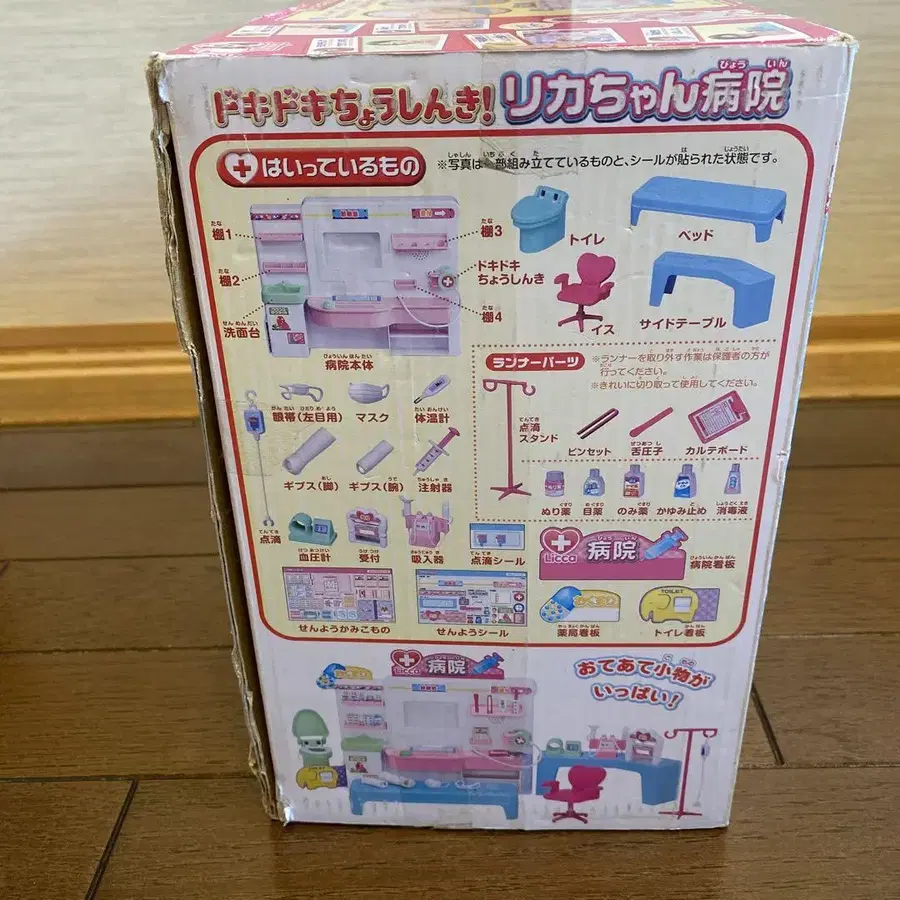 ドキドキちょうしんき! リカちゃん病院
はいっているもの
※写真は一部組み立てているものと、シールが貼られた状態です。
棚1
棚2
洗面台
棚3
ドキドキ
ちょうしんき
棚4
病院本体
トイレ
ベッド
イス
サイドテーブル
眼帯(左目用)
マスク
体温計
ギプス(脚)
ギプス(腕)
注射器
点滴
血圧計
受付
吸入器
点滴シール
せんようかみこもの
せんようシール
ランナーパーツ
※ランナーを取り外す作業は保護者の方が
行ってください。
※きれいに切り取って使用してください。
点滴
スタンド
ピンセット
舌圧子
カルテボード
ぬり薬
目薬
のみ薬
かゆみ止め
消毒液
Licca 病院
病院看板
TOILET
薬局看板
トイレ看板
Licca 病院
おてあて小物が
いっぱい!